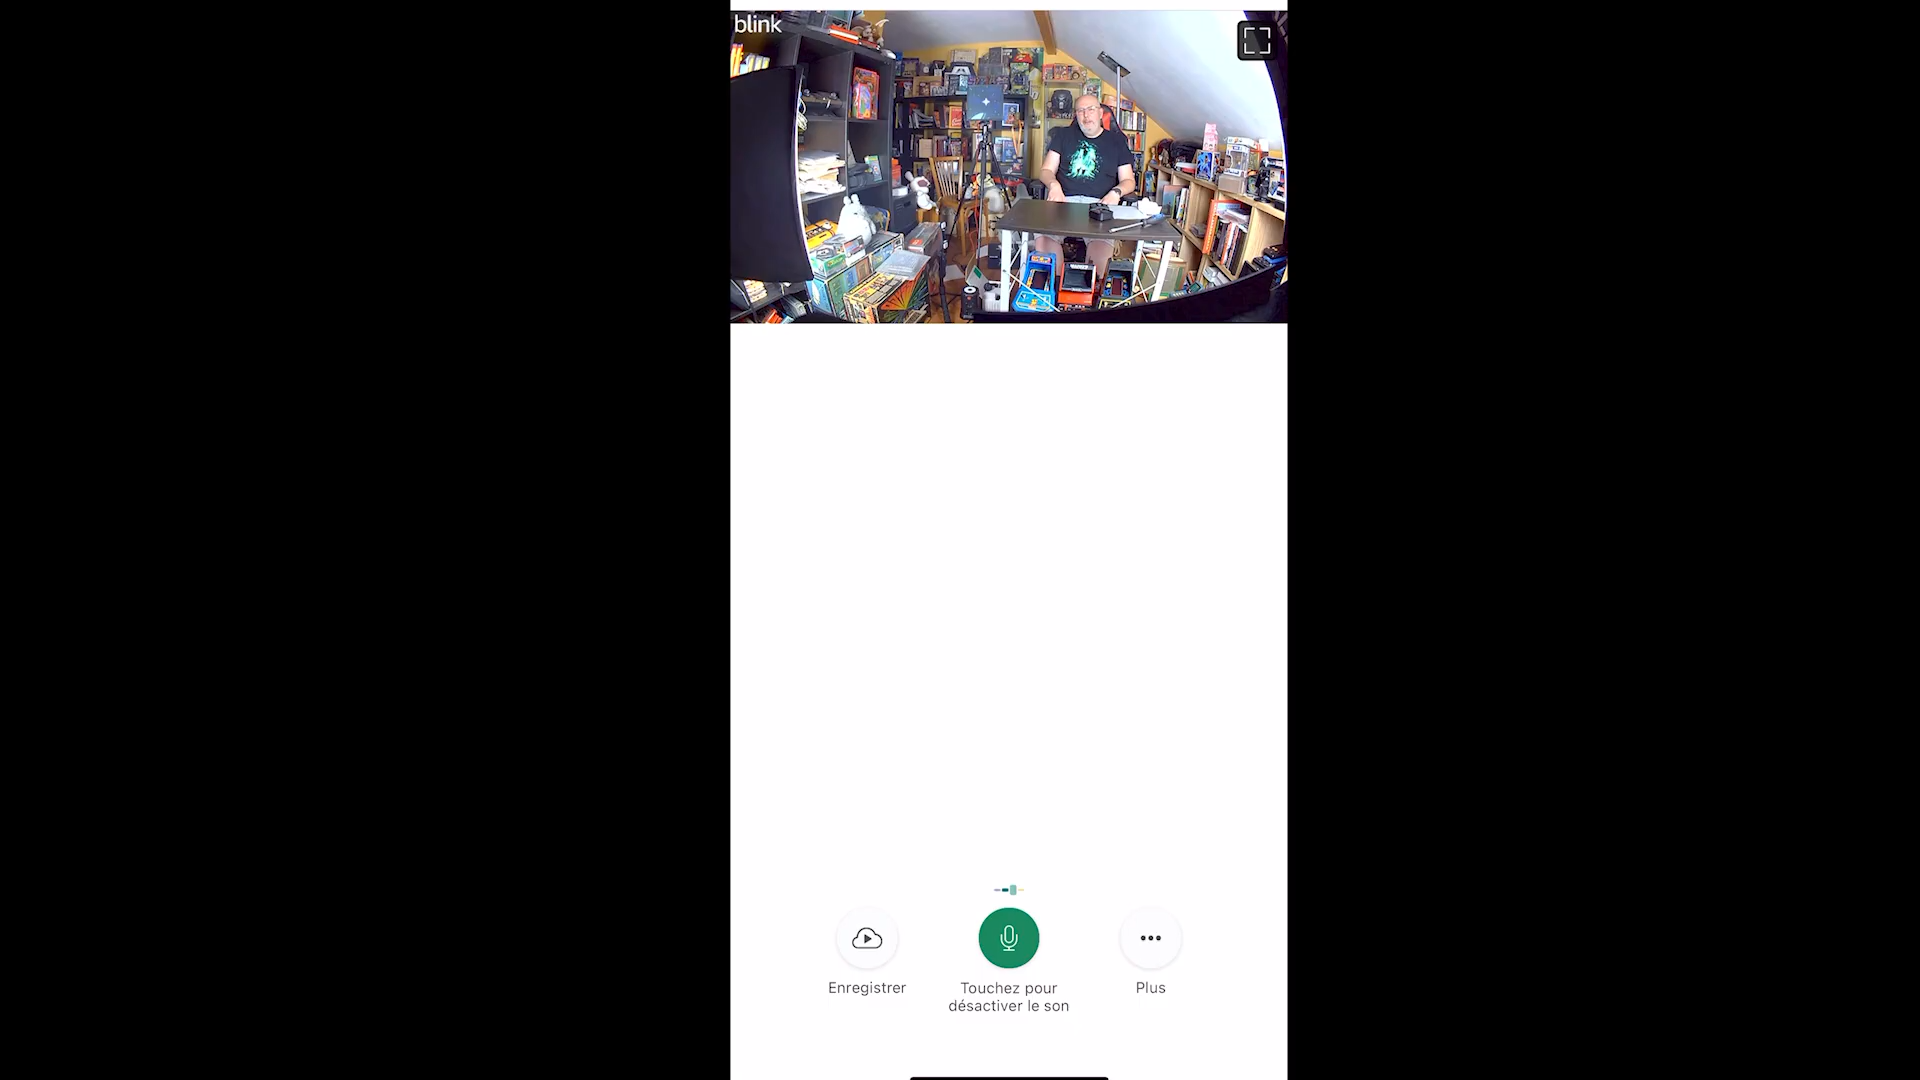 blink
Enregistrer
Touchez pour
désactiver le son
Plus